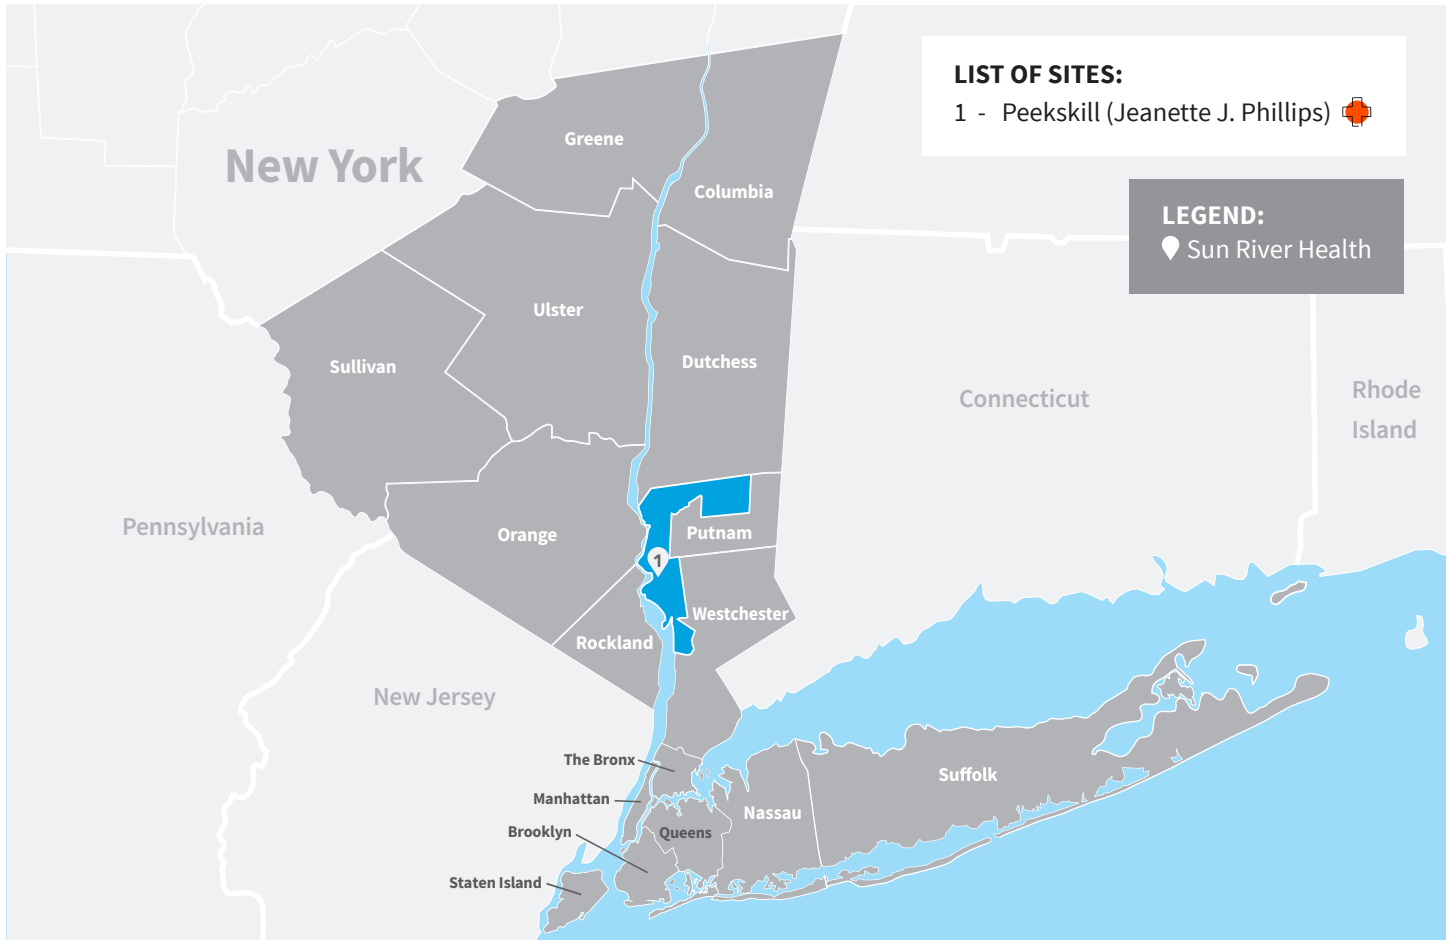 LIST OF SITES:
1 - Peekskill (Jeanette J. Phillips)
LEGEND:
Sun River Health
New York
Greene
Columbia
Ulster
Sullivan
Dutchess
Connecticut
Rhode
Island
Pennsylvania
Orange
Putnam
1
Westchester
Rockland
New Jersey
The Bronx
Manhattan
Brooklyn
Queens
Nassau
Suffolk
Staten Island